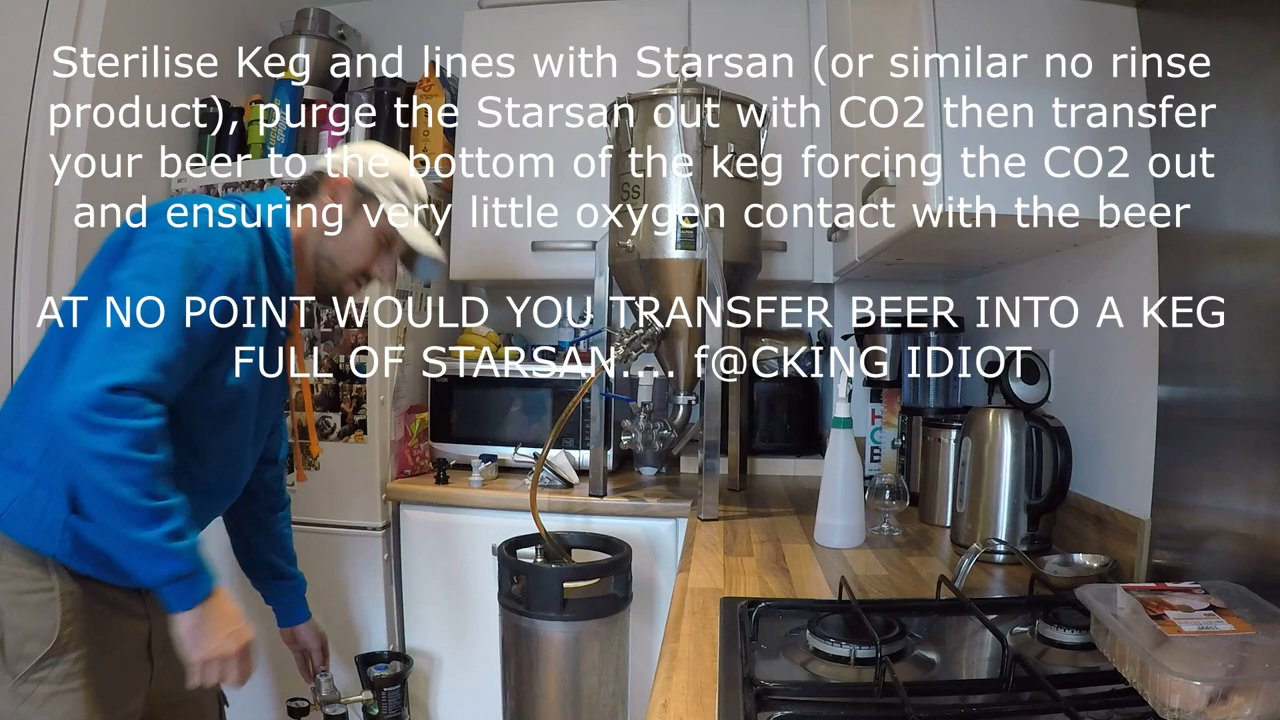 Sterilise Keg and lines with Starsan (or similar no rinse
product), purge the Starsan out with CO2 then transfer
your beer to the bottom of the keg forcing the CO2 out
and ensuring very little oxygen contact with the beer
AT NO POINT WOULD YOU TRANSFER BEER INTO A KEG
FULL OF STARSAN.... f@CKING IDIOT
Ss